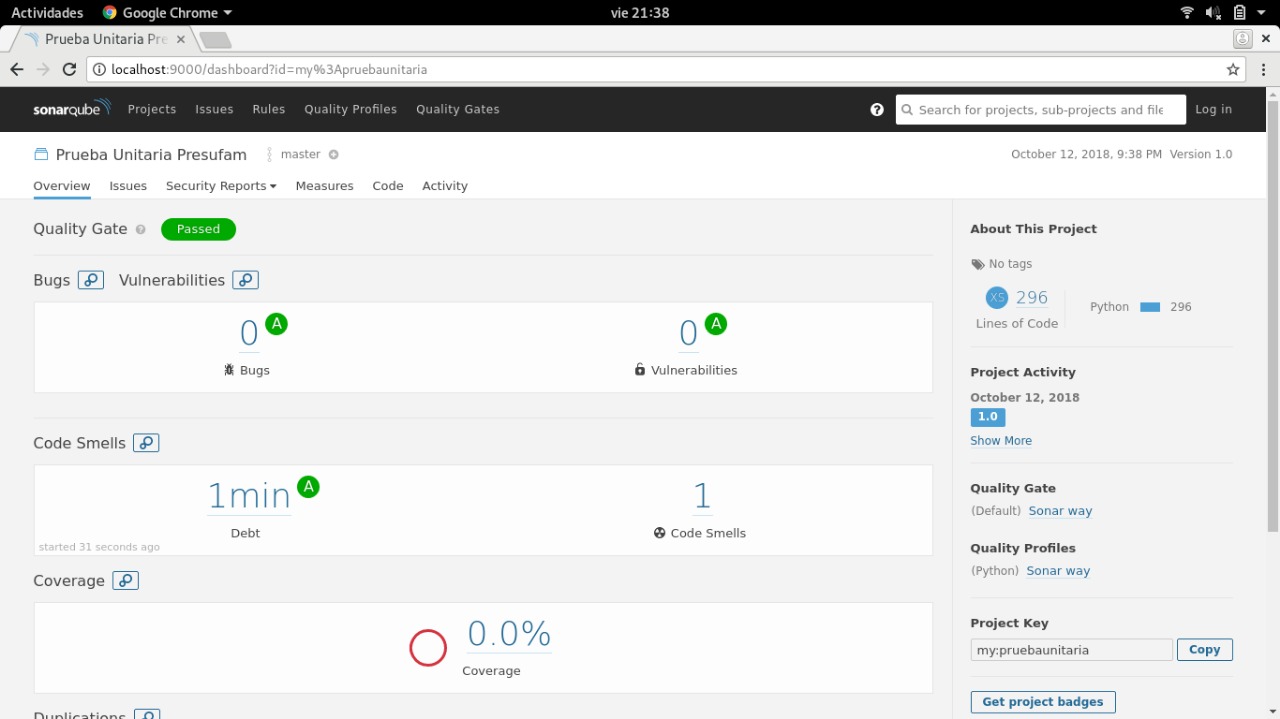 Actividades Google Chrome vie 21:38
Prueba Unitaria Pre
localhost:9000/dashboard?id=my%3Apruebaunitaria
sonarqube Projects Issues Rules Quality Profiles Quality Gates Search for projects, sub-projects and file Log in
Prueba Unitaria Presufam master October 12, 2018, 9:38 PM Version 1.0
Overview Issues Security Reports Measures Code Activity
Quality Gate Passed
Bugs Vulnerabilities
0 A
Bugs
0 A
Vulnerabilities
Code Smells
1min A
Debt
started 31 seconds ago
1
Code Smells
Coverage
0.0%
Coverage
Duplications
About This Project
No tags
XS 296
Lines of Code
Python 296
Project Activity
October 12, 2018
1.0
Show More
Quality Gate
(Default) Sonar way
Quality Profiles
(Python) Sonar way
Project Key
my:pruebaunitaria Copy
Get project badges